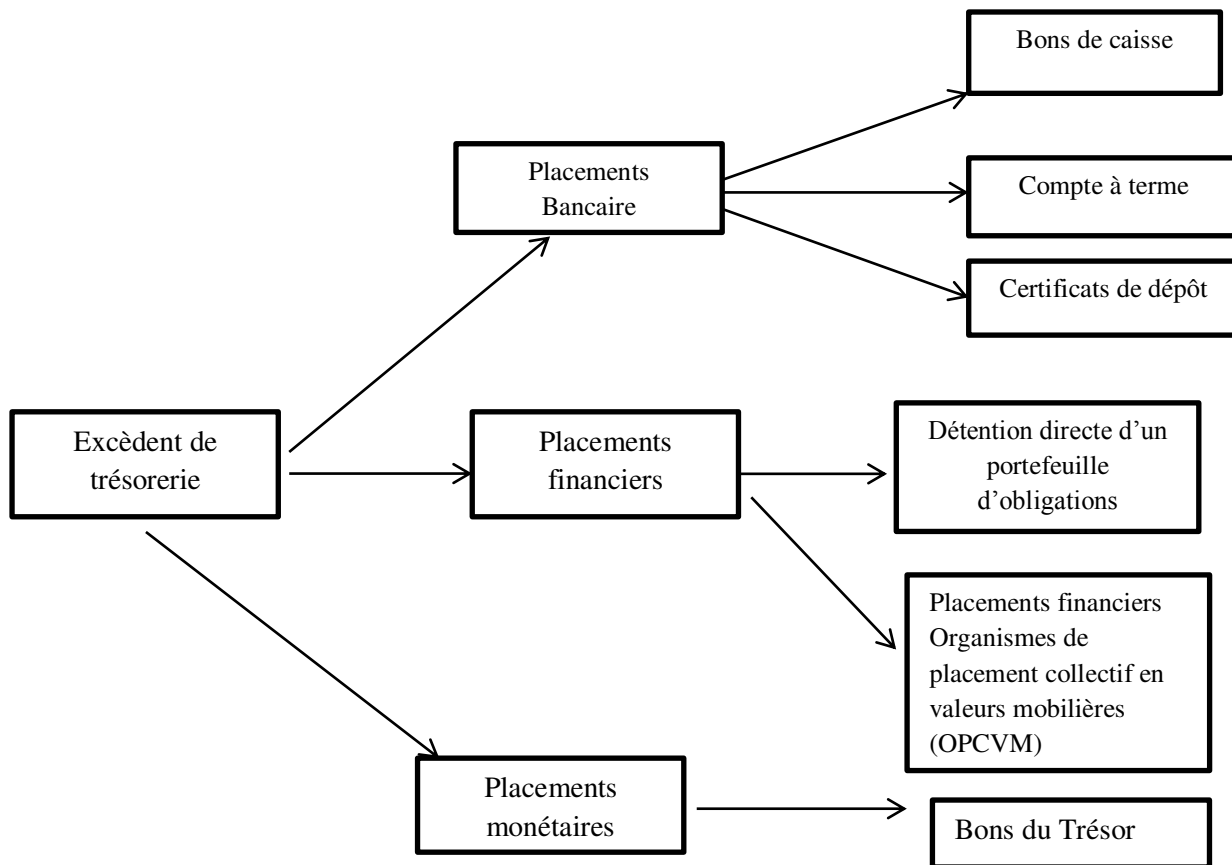 Bons de caisse
Placements
Bancaire
Compte à terme
Certificats de dépôt
Excèdent de
trésorerie
Placements
financiers
Détention directe d’un
portefeuille
d’obligations
Placements financiers
Organismes de
placement collectif en
valeurs mobilières
(OPCVM)
Placements
monétaires
Bons du Trésor